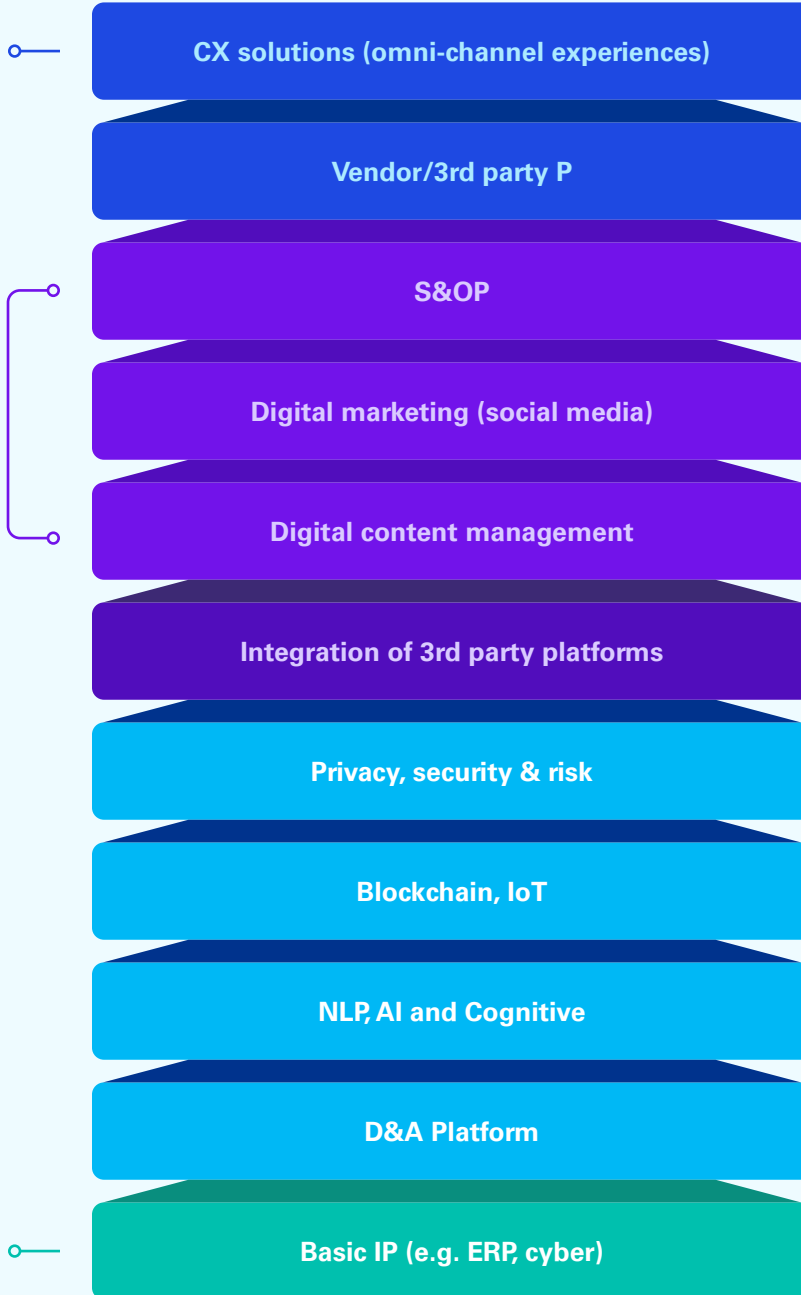 CX solutions (omni-channel experiences)
Vendor/3rd party P
S&OP
Digital marketing (social media)
Digital content management
Integration of 3rd party platforms
Privacy, security & risk
Blockchain, IoT
NLP, AI and Cognitive
D&A Platform
Basic IP (e.g. ERP, cyber)